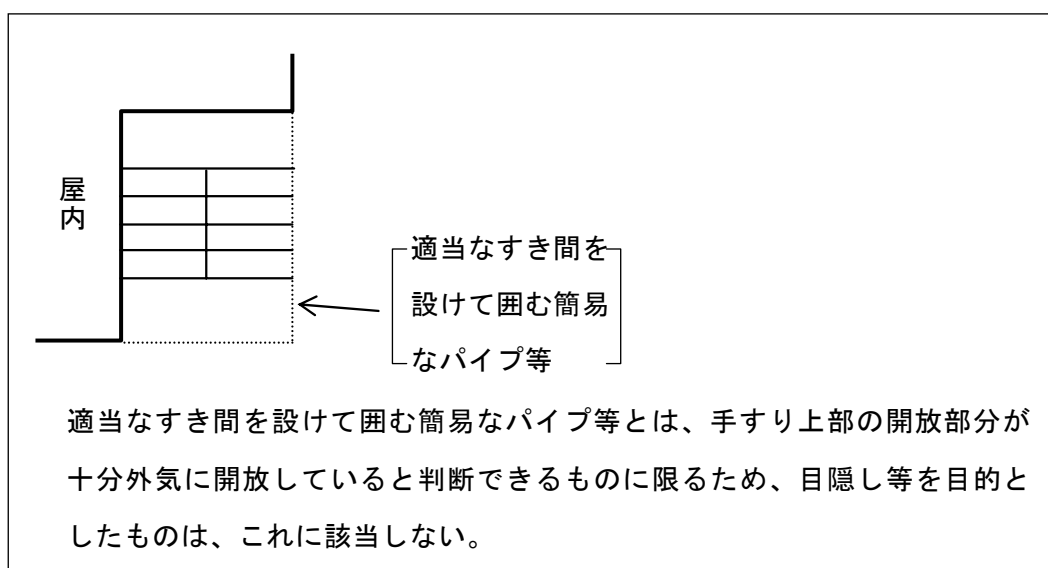 屋内
適当なすき間を
設けて囲む簡易
なパイプ等
適当なすき間を設けて囲む簡易なパイプ等とは、手すり上部の開放部分が
十分外気に開放していると判断できるものに限るため、目隠し等を目的と
したものは、これに該当しない。